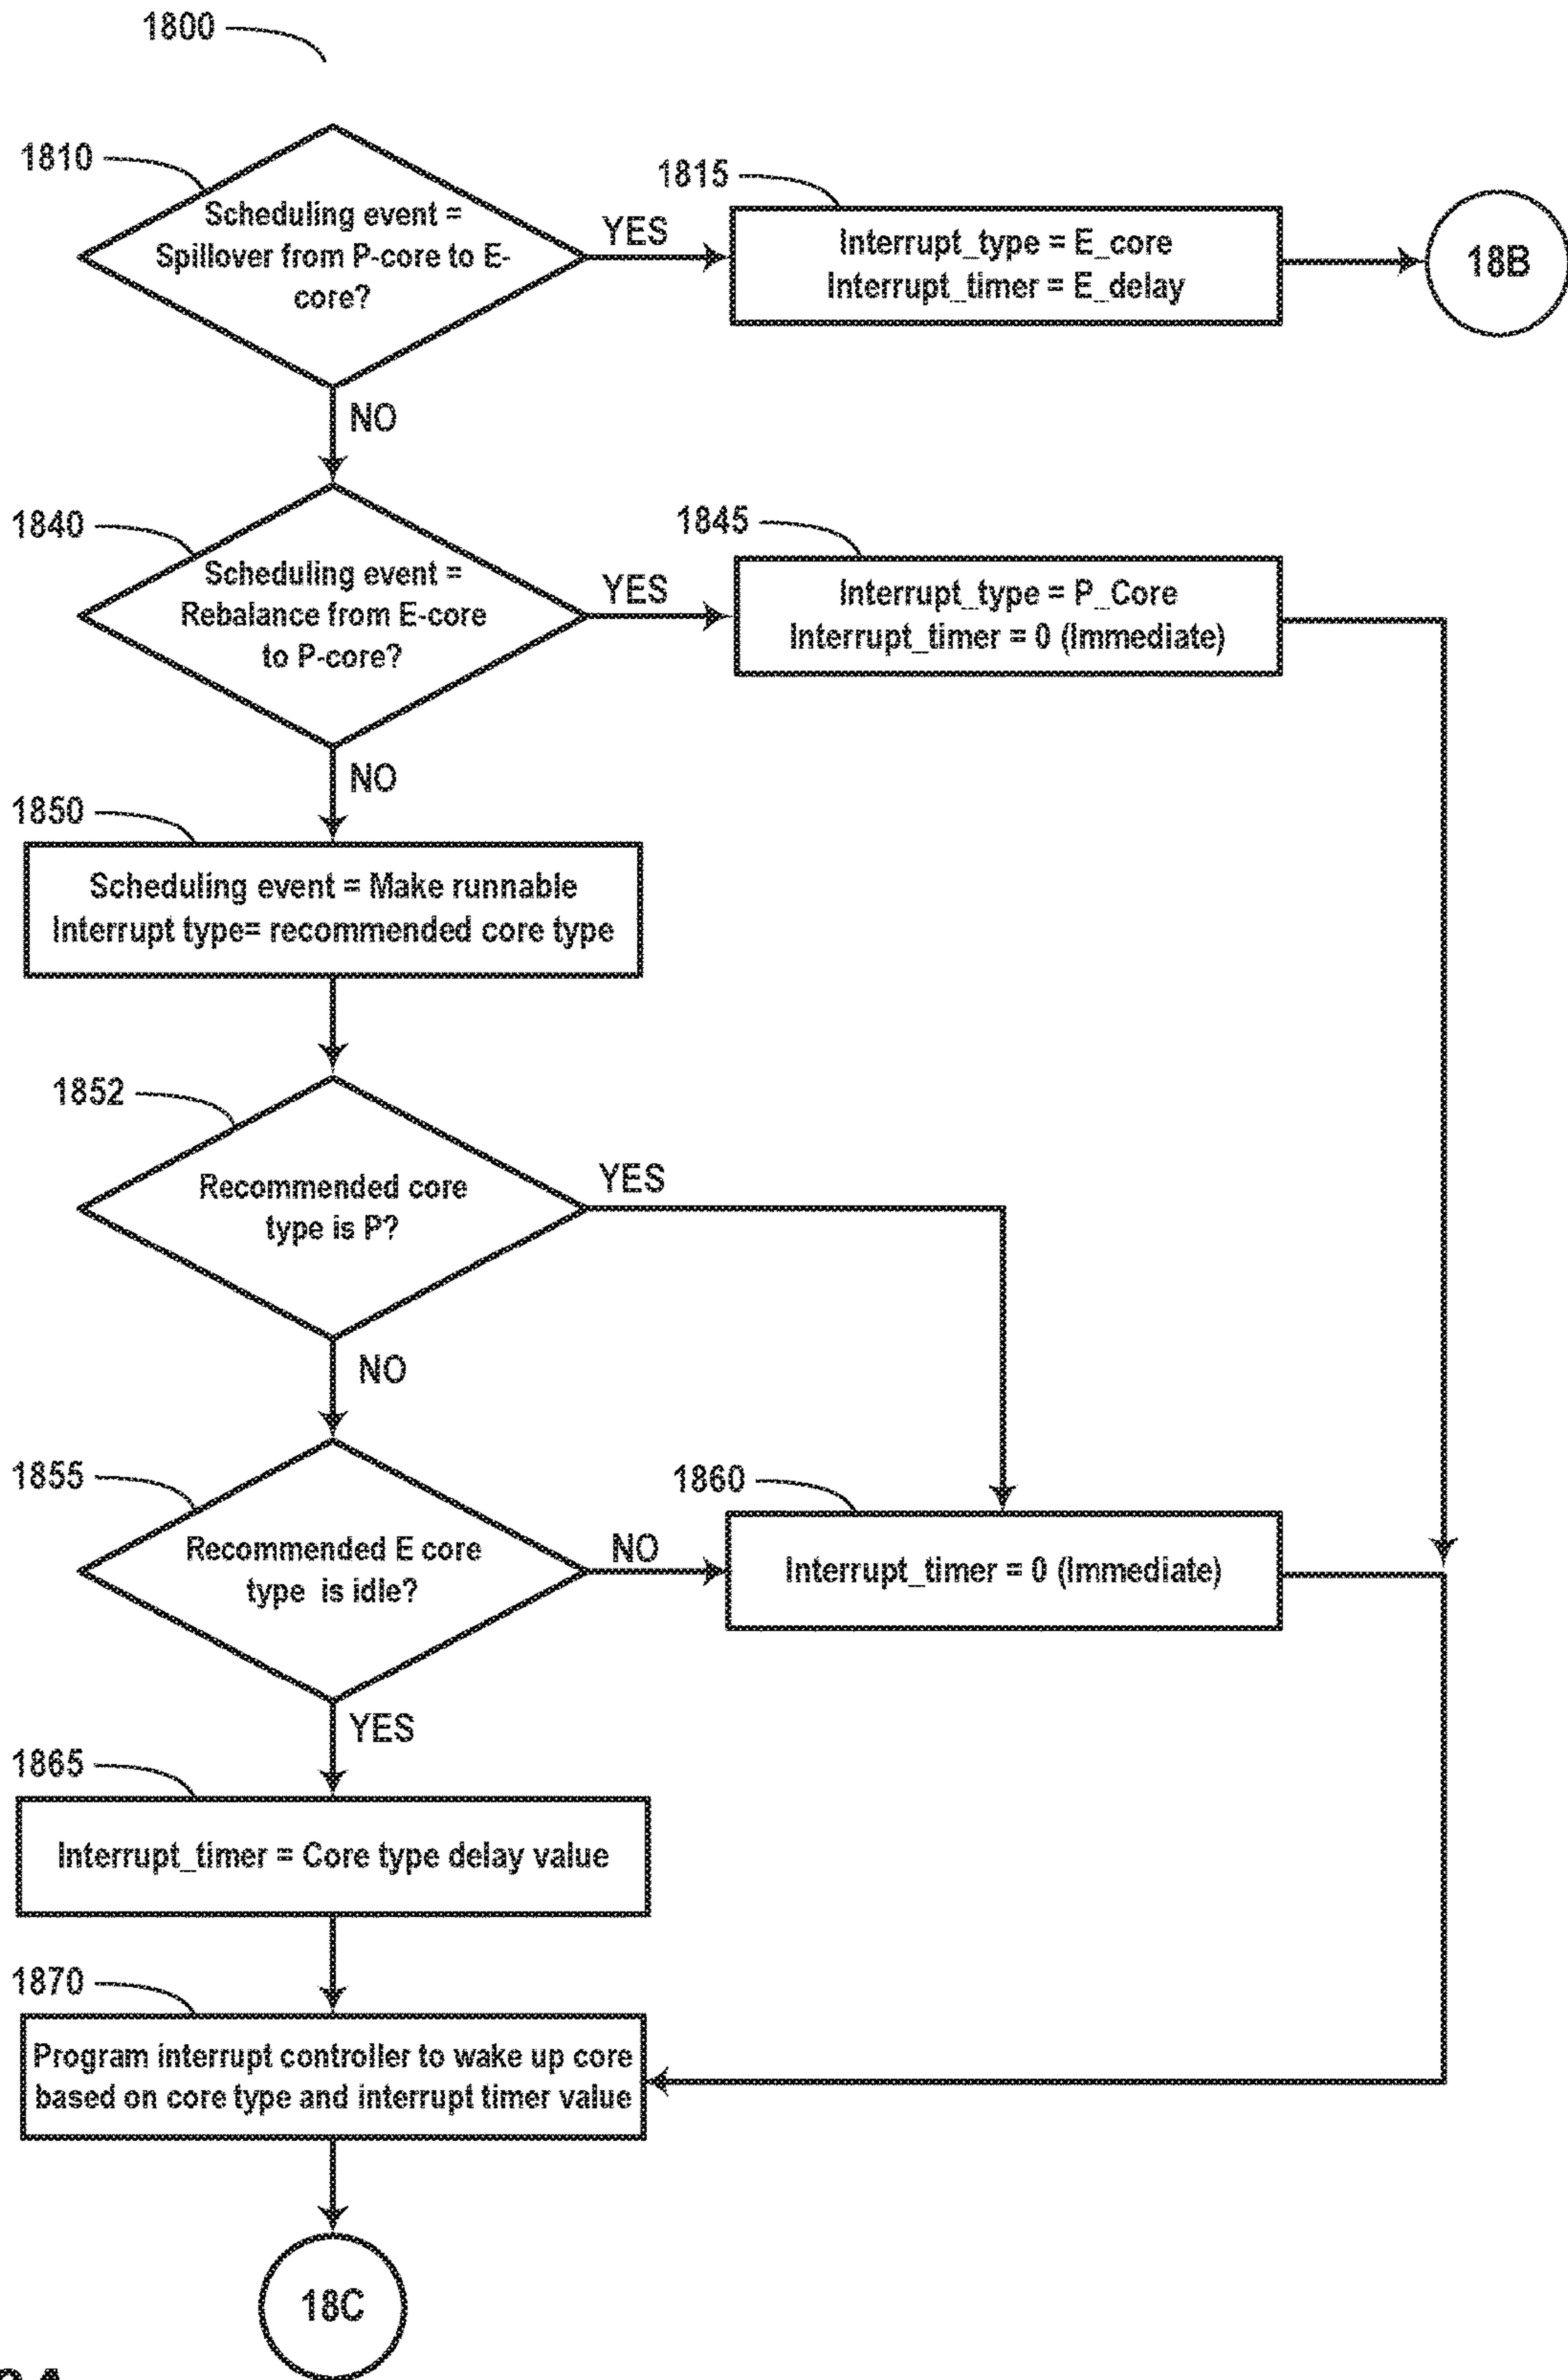 1800
1810
Scheduling event =
Spillover from P-core to E-
core?
YES
1815
Interrupt_type = E_core
Interrupt_timer = E_delay
18B
NO
1840
Scheduling event =
Rebalance from E-core
to P-core?
YES
1845
Interrupt_type = P_Core
Interrupt_timer = 0 (Immediate)
NO
1850
Scheduling event = Make runnable
Interrupt type= recommended core type
1852
Recommended core
type is P?
YES
NO
1855
Recommended E core
type is idle?
NO
1860
Interrupt_timer = 0 (Immediate)
YES
1865
Interrupt_timer = Core type delay value
1870
Program interrupt controller to wake up core
based on core type and interrupt timer value
18C